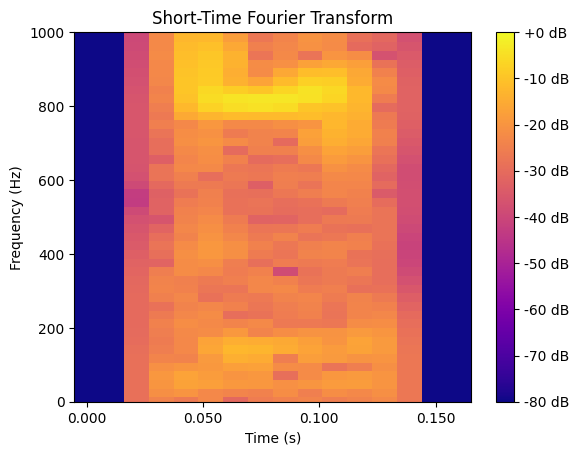 Short-Time Fourier Transform
1000
800
600
400
200
0
Frequency (Hz)
0.000
0.050
0.100
0.150
Time (s)
+0 dB
-10 dB
-20 dB
-30 dB
-40 dB
-50 dB
-60 dB
-70 dB
-80 dB